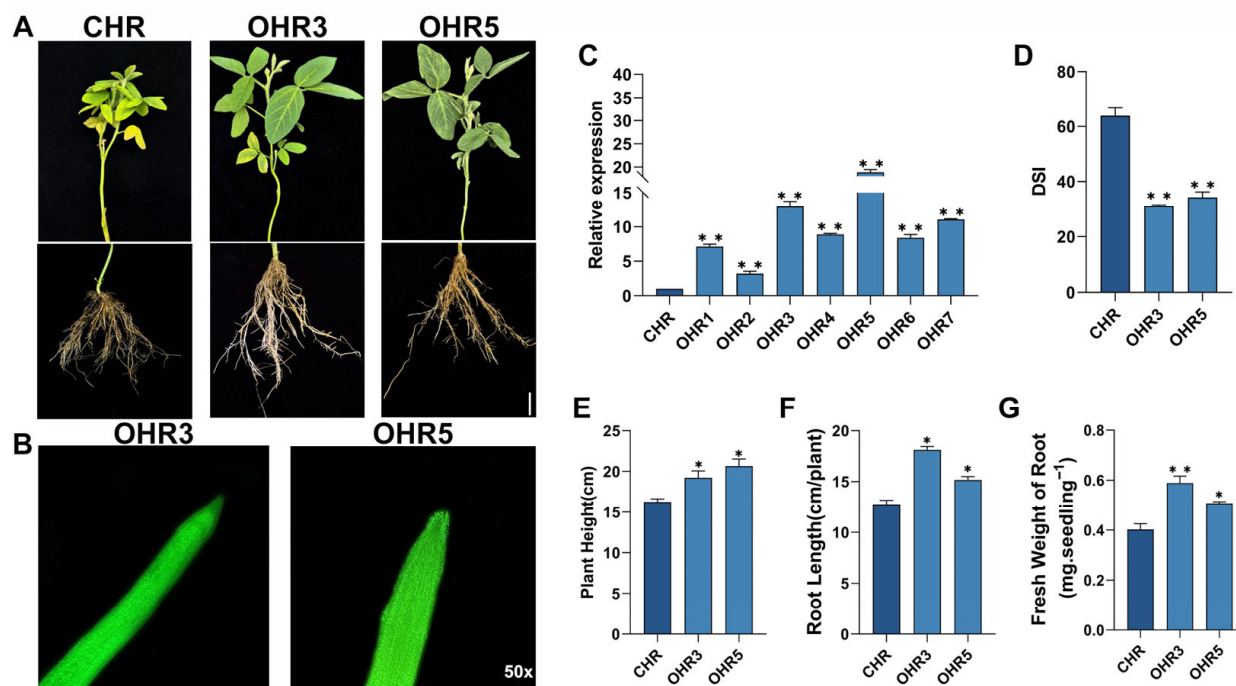 A
CHR
OHR3
OHR5
B
OHR3
OHR5
50x
C
Relative expression
40
35
30
25
20
15
10
5
0
** ** ** ** ** ** **
CHR OHR1 OHR2 OHR3 OHR4 OHR5 OHR6 OHR7
D
DSI
80
60
40
20
0
** **
CHR OHR3 OHR5
E
Plant Height(cm)
25
20
15
10
5
0
* *
CHR OHR3 OHR5
F
Root Length(cm/plant)
20
15
10
5
0
* *
CHR OHR3 OHR5
G
Fresh Weight of Root
(mg.seedling⁻¹)
0.8
0.6
0.4
0.2
0.0
** *
CHR OHR3 OHR5